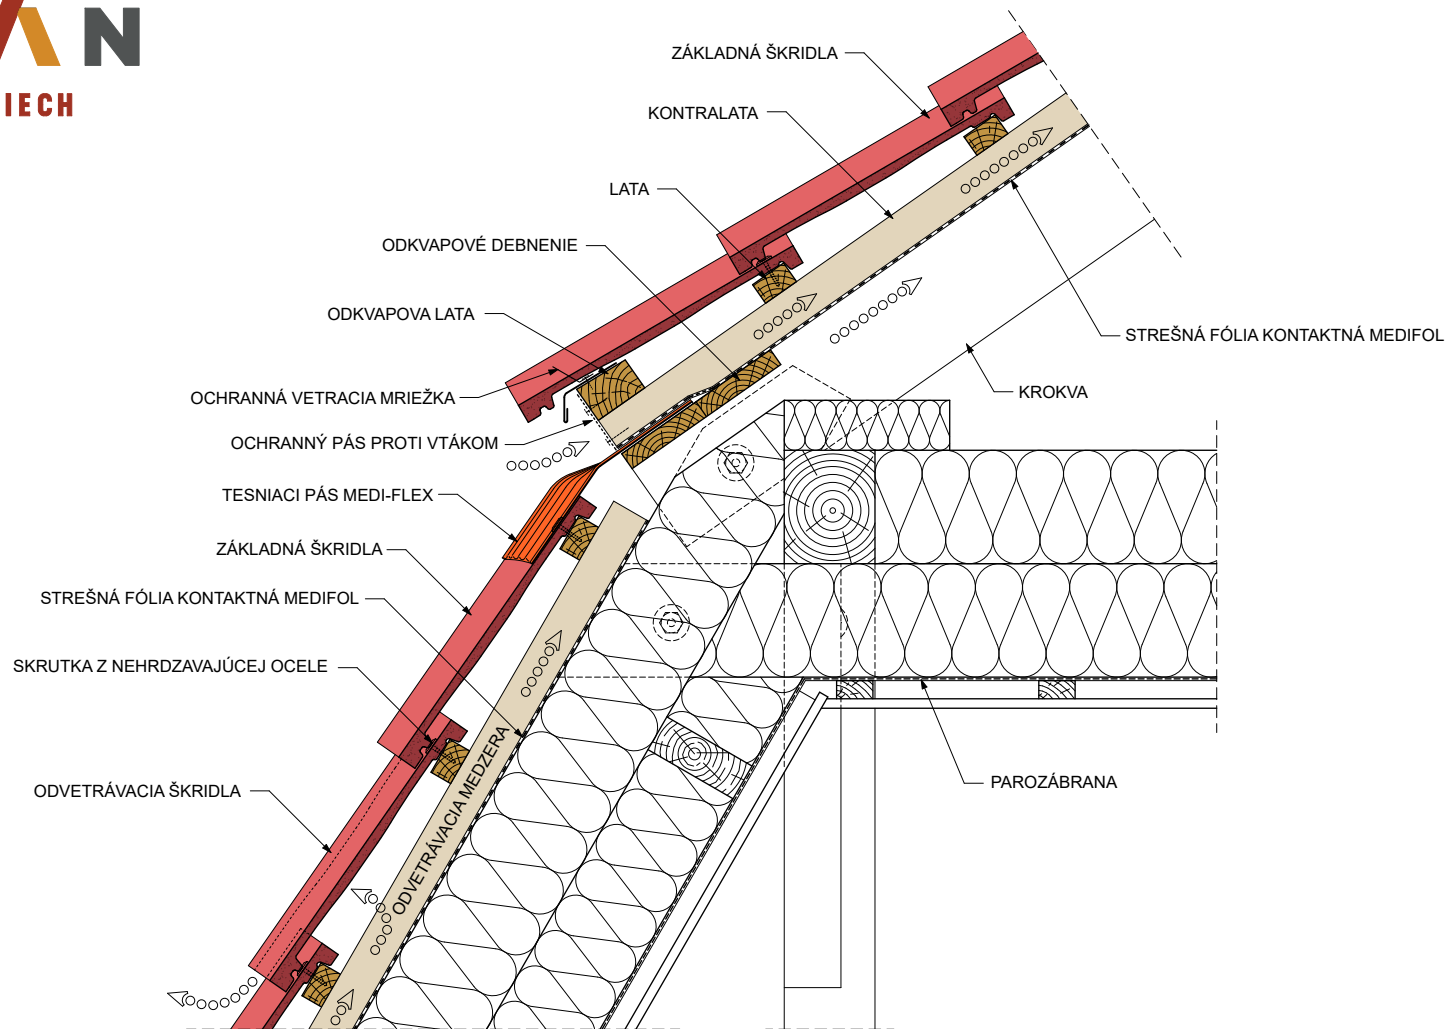 AN
IECH
ZÁKLADNÁ ŠKRIDLA
KONTRALATA
LATA
ODKVAPOVÉ DEBNENIE
ODKVAPOVA LATA
STREŠNÁ FÓLIA KONTAKTNÁ MEDIFOL
KROKVA
OCHRANNÁ VETRACIA MRIEŽKA
OCHRANNÝ PÁS PROTI VTÁKOM
TESNIACI PÁS MEDI-FLEX
ZÁKLADNÁ ŠKRIDLA
STREŠNÁ FÓLIA KONTAKTNÁ MEDIFOL
SKRUTKA Z NEHRDZAVAJÚCEJ OCELE
ODVETRÁVACIA MEDZERA
PAROZÁBRANA
ODVETRÁVACIA ŠKRIDLA